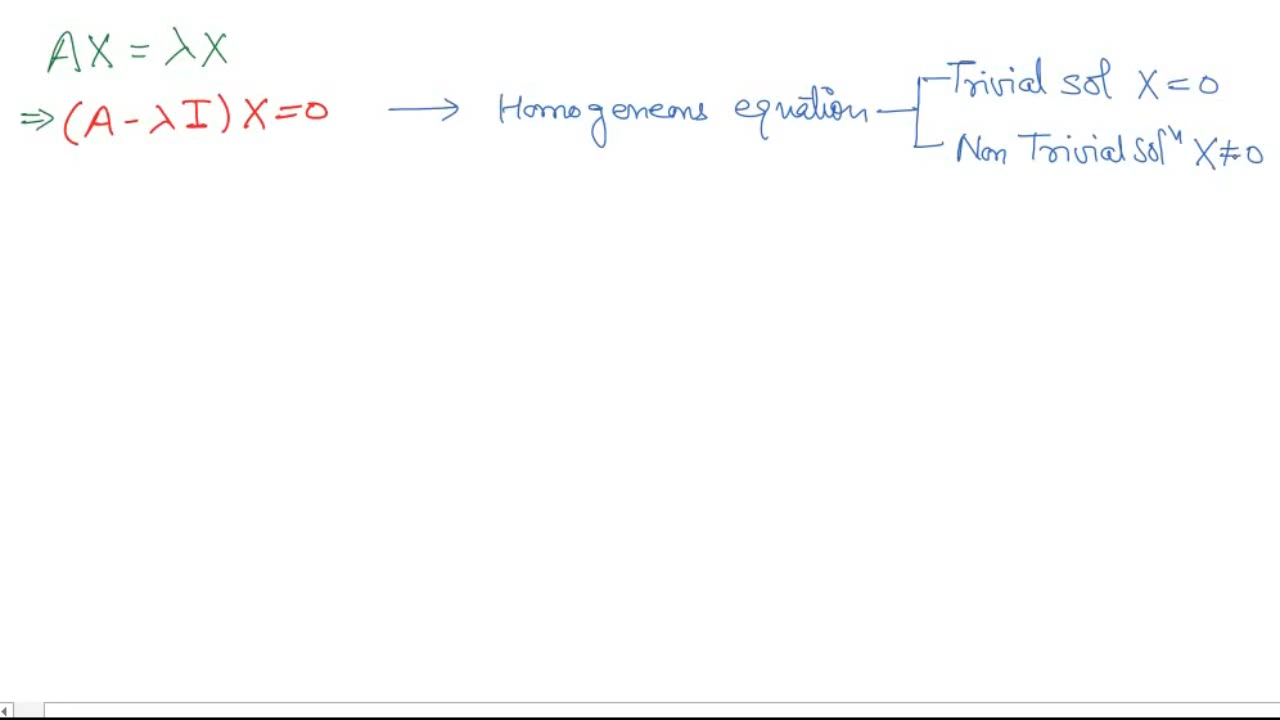 AX = λX
⇒ (A - λI) X = 0 → Homogeneous equation
Trivial sol X = 0
Non Trivial solⁿ X ≠ 0